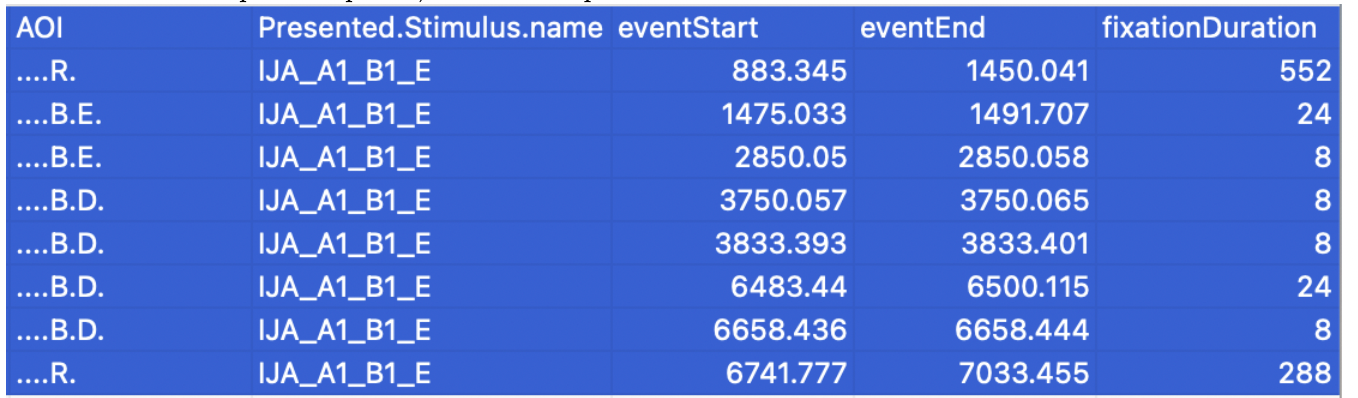 AOI Presented.Stimulus.name eventStart eventEnd fixationDuration
....R. IJA_A1_B1_E 883.345 1450.041 552
....B.E. IJA_A1_B1_E 1475.033 1491.707 24
....B.E. IJA_A1_B1_E 2850.05 2850.058 8
....B.D. IJA_A1_B1_E 3750.057 3750.065 8
....B.D. IJA_A1_B1_E 3833.393 3833.401 8
....B.D. IJA_A1_B1_E 6483.44 6500.115 24
....B.D. IJA_A1_B1_E 6658.436 6658.444 8
....R. IJA_A1_B1_E 6741.777 7033.455 288